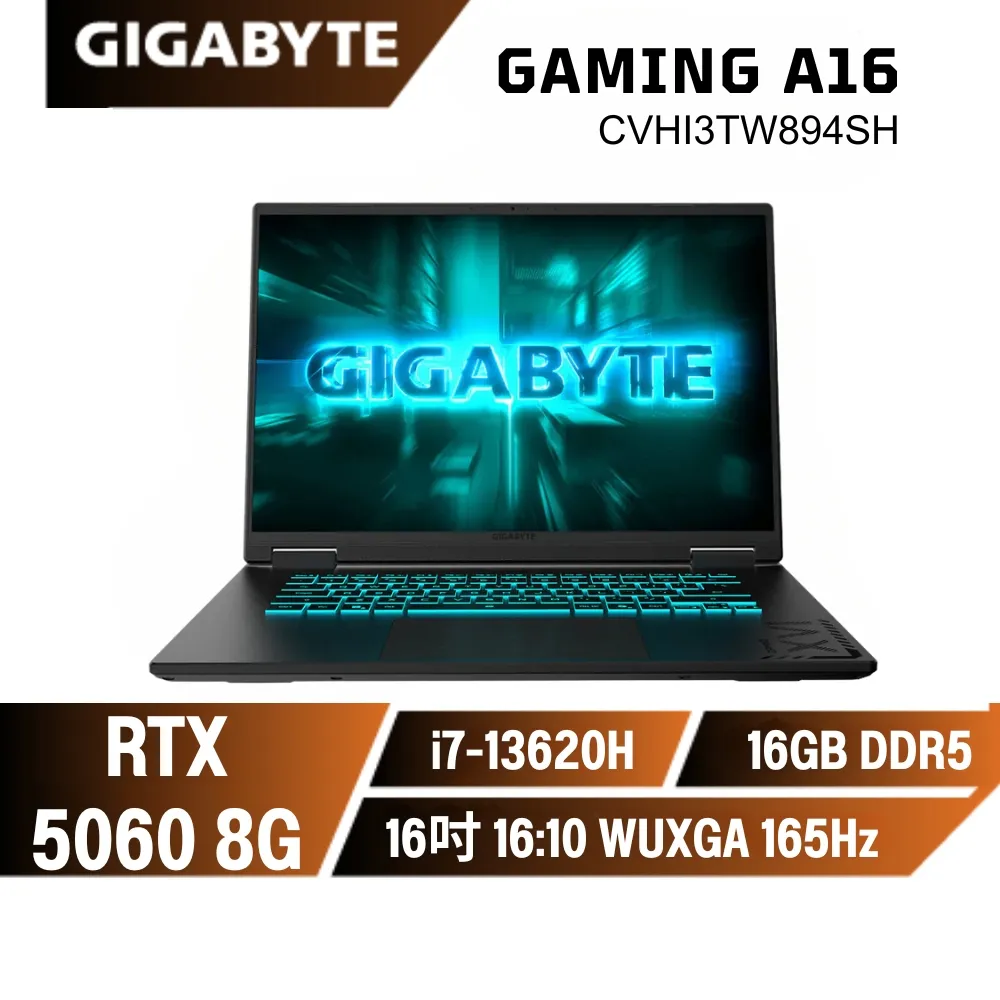 GIGABYTE
GAMING A16
CVHI3TW894SH
GIGABYTE
GIGABYTE
RTX
5060 8G
i7-13620H
16GB DDR5
16吋 16:10 WUXGA 165Hz